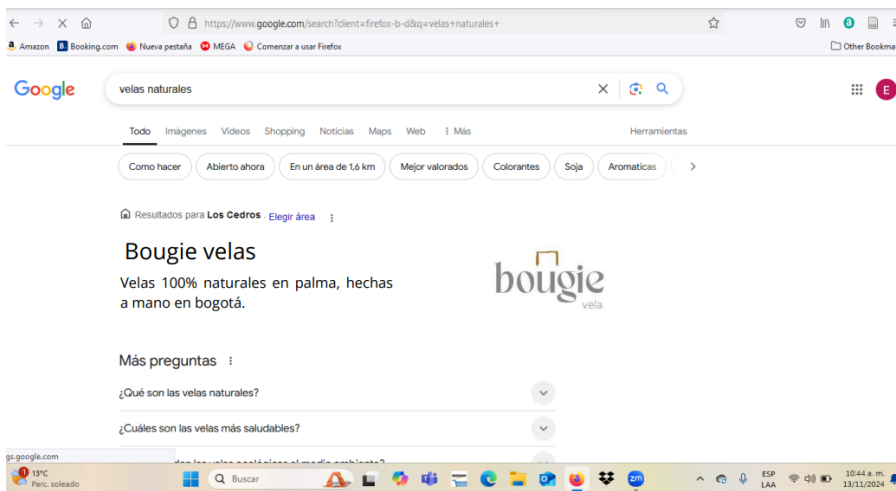 https://www.google.com/search?client=firefox-b-d&q=velas+naturales+
Amazon B. Booking.com Nueva pestaña MEGA Comenzar a usar Firefox Other Bookma
Google velas naturales E
Todo Imágenes Videos Shopping Noticias Maps Web Más Herramientas
Como hacer Abierto ahora En un área de 1,6 km Mejor valorados Colorantes Soja Aromaticas
Resultados para Los Cedros · Elegir área
Bougie velas
Velas 100% naturales en palma, hechas
a mano en bogotá.
bougie
vela
Más preguntas
¿Qué son las velas naturales?
¿Cuáles son las velas más saludables?
gs.google.com
13°C
Parc. soleado
Buscar
zm
ESP
LAA
10:44 a. m.
13/11/2024